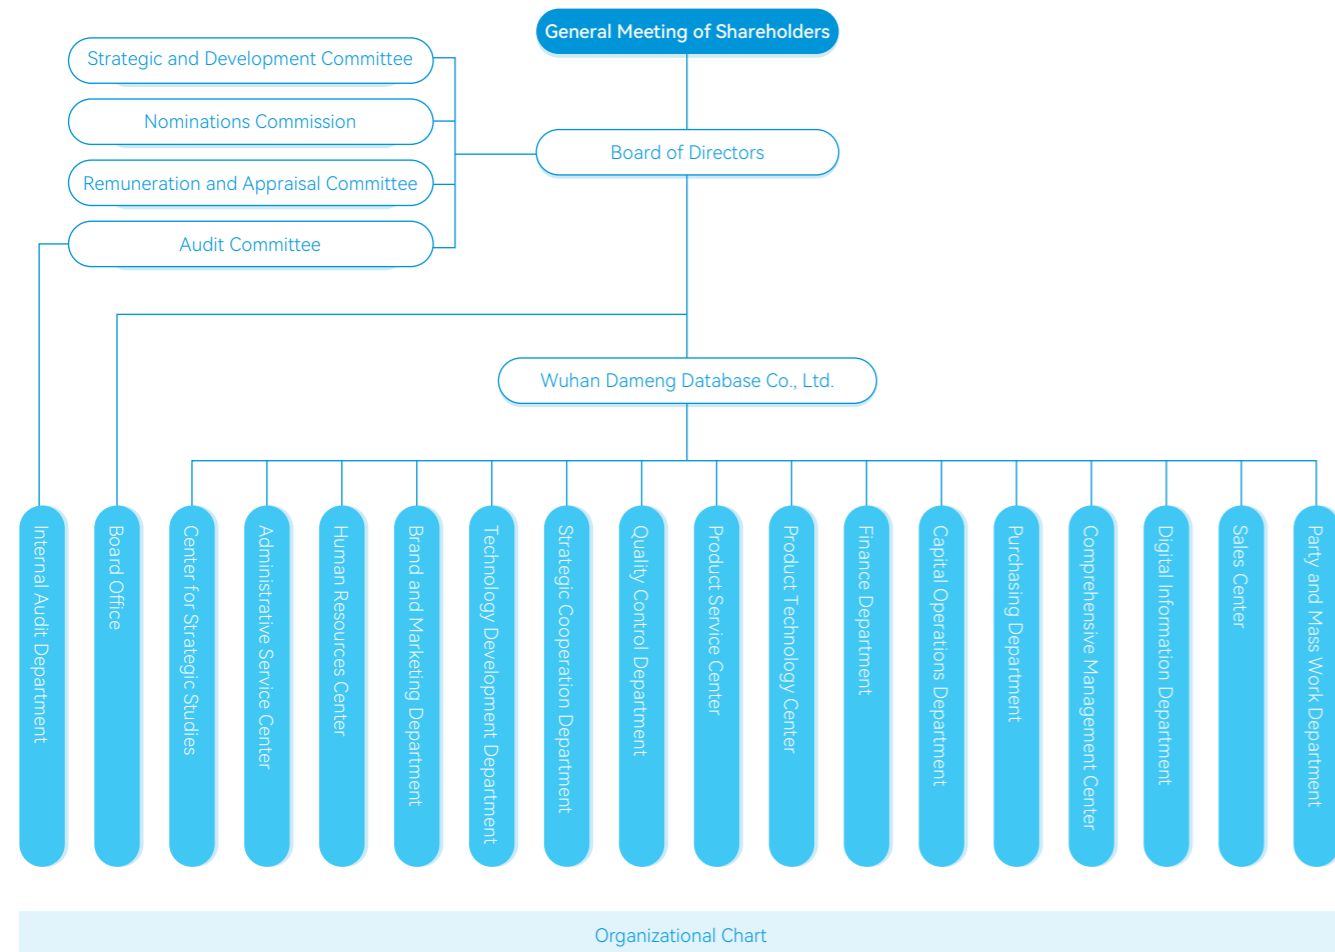 General Meeting of Shareholders
Strategic and Development Committee
Nominations Commission
Board of Directors
Remuneration and Appraisal Committee
Audit Committee
Wuhan Dameng Database Co., Ltd.
Internal Audit Department
Board Office
Center for Strategic Studies
Administrative Service Center
Human Resources Center
Brand and Marketing Department
Technology Development Department
Strategic Cooperation Department
Quality Control Department
Product Service Center
Product Technology Center
Finance Department
Capital Operations Department
Purchasing Department
Comprehensive Management Center
Digital Information Department
Sales Center
Party and Mass Work Department
Organizational Chart